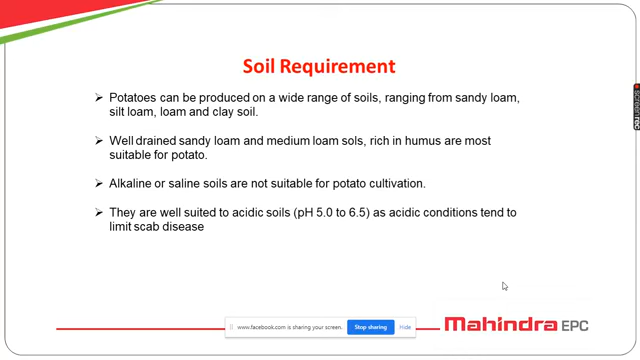 Soil Requirement
➢ Potatoes can be produced on a wide range of soils, ranging from sandy loam,
silt loam, loam and clay soil.
➢ Well drained sandy loam and medium loam sols, rich in humus are most
suitable for potato.
➢ Alkaline or saline soils are not suitable for potato cultivation.
➢ They are well suited to acidic soils (pH 5.0 to 6.5) as acidic conditions tend to
limit scab disease
www.facebook.com is sharing your screen. Stop sharing Hide
Mahindra EPC